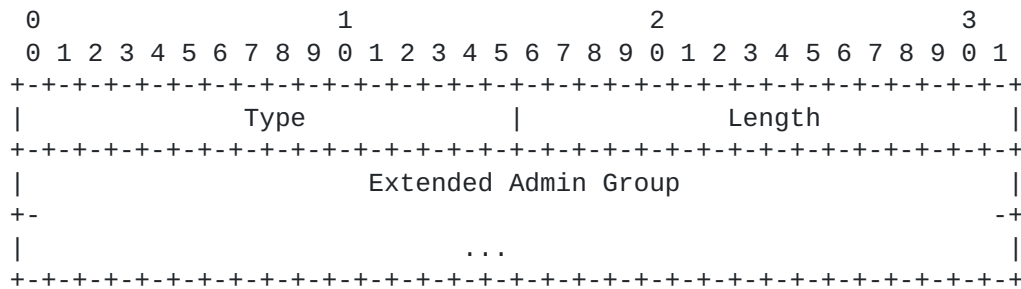 0                   1                   2                   3
 0 1 2 3 4 5 6 7 8 9 0 1 2 3 4 5 6 7 8 9 0 1 2 3 4 5 6 7 8 9 0 1
+-+-+-+-+-+-+-+-+-+-+-+-+-+-+-+-+-+-+-+-+-+-+-+-+-+-+-+-+-+-+-+-+
|              Type             |             Length            |
+-+-+-+-+-+-+-+-+-+-+-+-+-+-+-+-+-+-+-+-+-+-+-+-+-+-+-+-+-+-+-+-+
|                      Extended Admin Group                     |
+-                                                             -+
|                            ...                                |
+-+-+-+-+-+-+-+-+-+-+-+-+-+-+-+-+-+-+-+-+-+-+-+-+-+-+-+-+-+-+-+-+